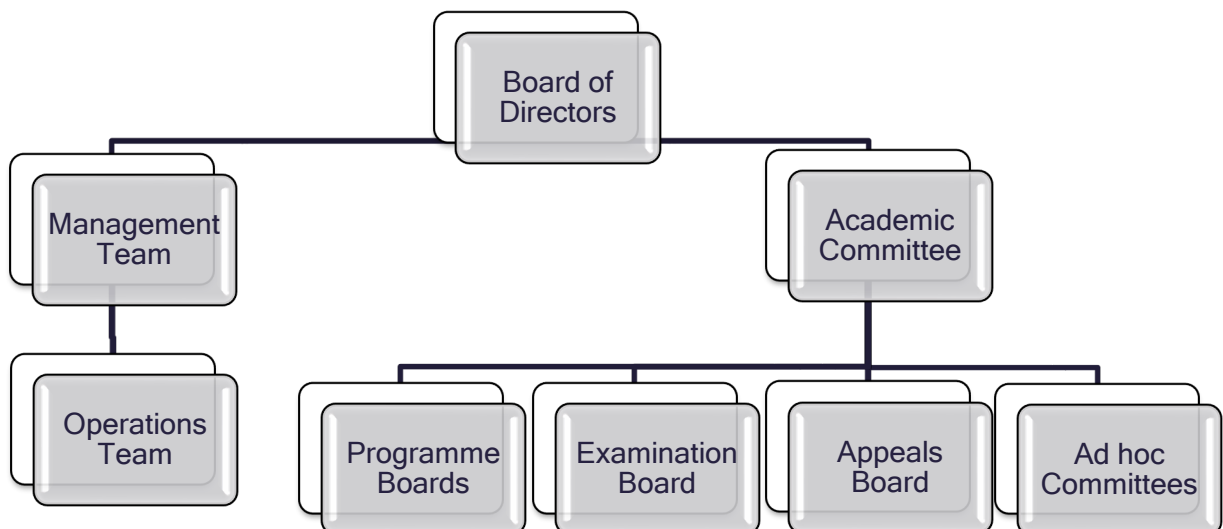 Board of
Directors
Management
Team
Academic
Committee
Operations
Team
Programme
Boards
Examination
Board
Appeals
Board
Ad hoc
Committees